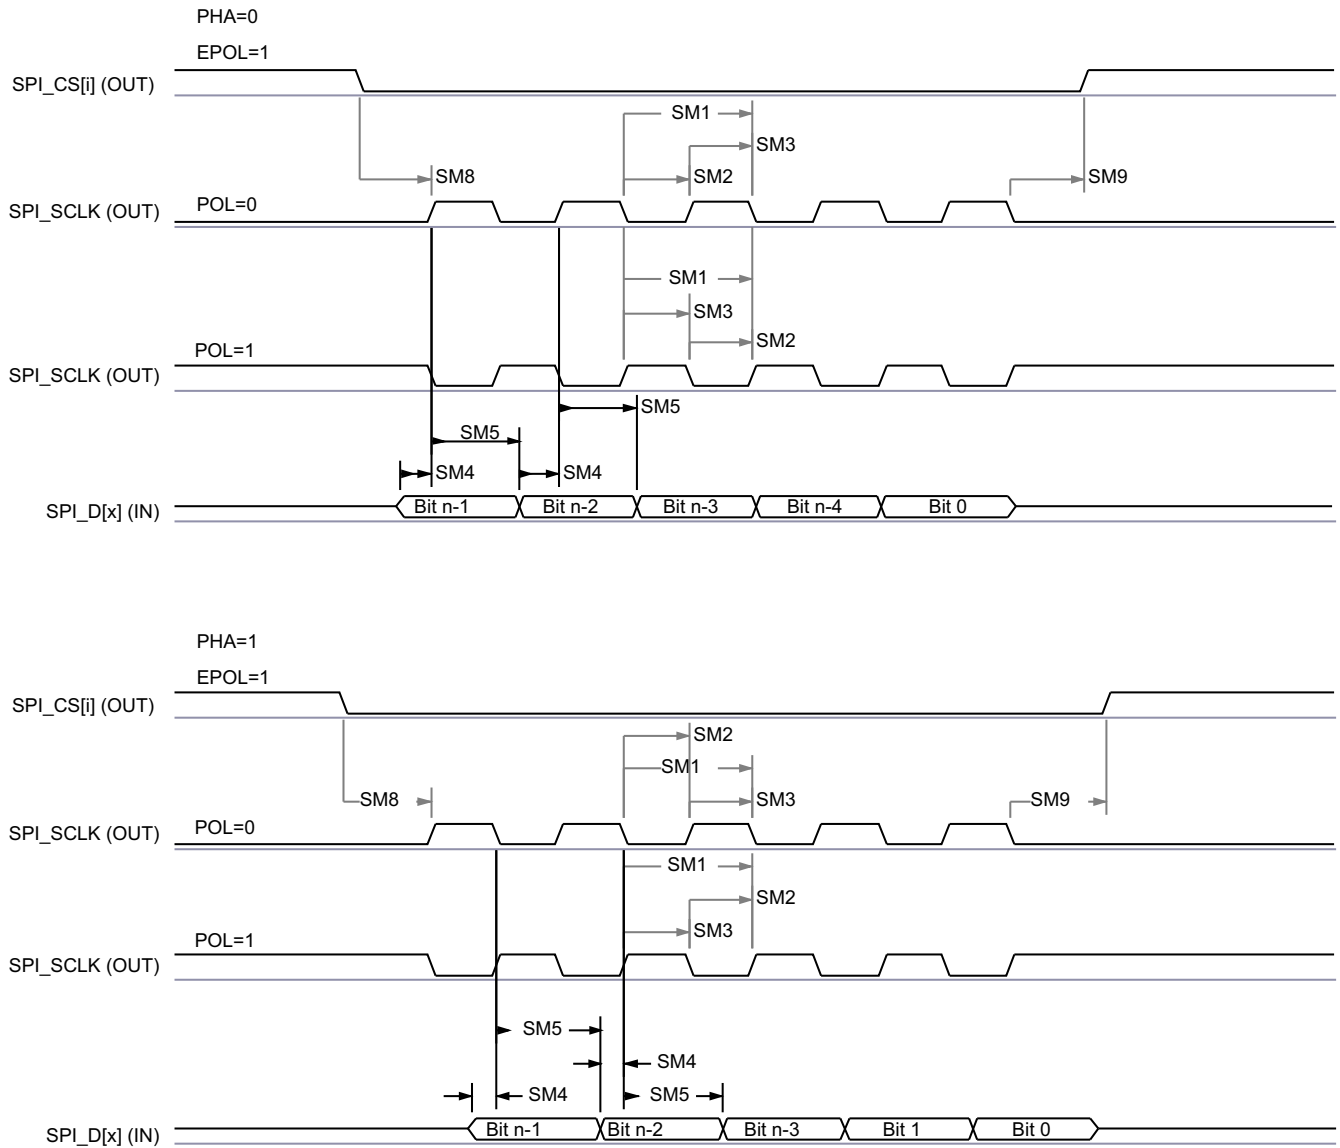 PHA=0
EPOL=1
SPI_CS[i] (OUT)
SM1
SM3
SM8
SM2
SM9
POL=0
SPI_SCLK (OUT)
SM1
SM3
SM2
POL=1
SPI_SCLK (OUT)
SM5
SM5
SM4
SM4
SPI_D[x] (IN)
Bit n-1
Bit n-2
Bit n-3
Bit n-4
Bit 0
PHA=1
EPOL=1
SPI_CS[i] (OUT)
SM2
SM1
SM8
SM3
SM9
SPI_SCLK (OUT)
POL=0
SM1
SM2
SM3
POL=1
SPI_SCLK (OUT)
SM5
SM4
SM4
SM5
SPI_D[x] (IN)
Bit n-1
Bit n-2
Bit n-3
Bit 1
Bit 0